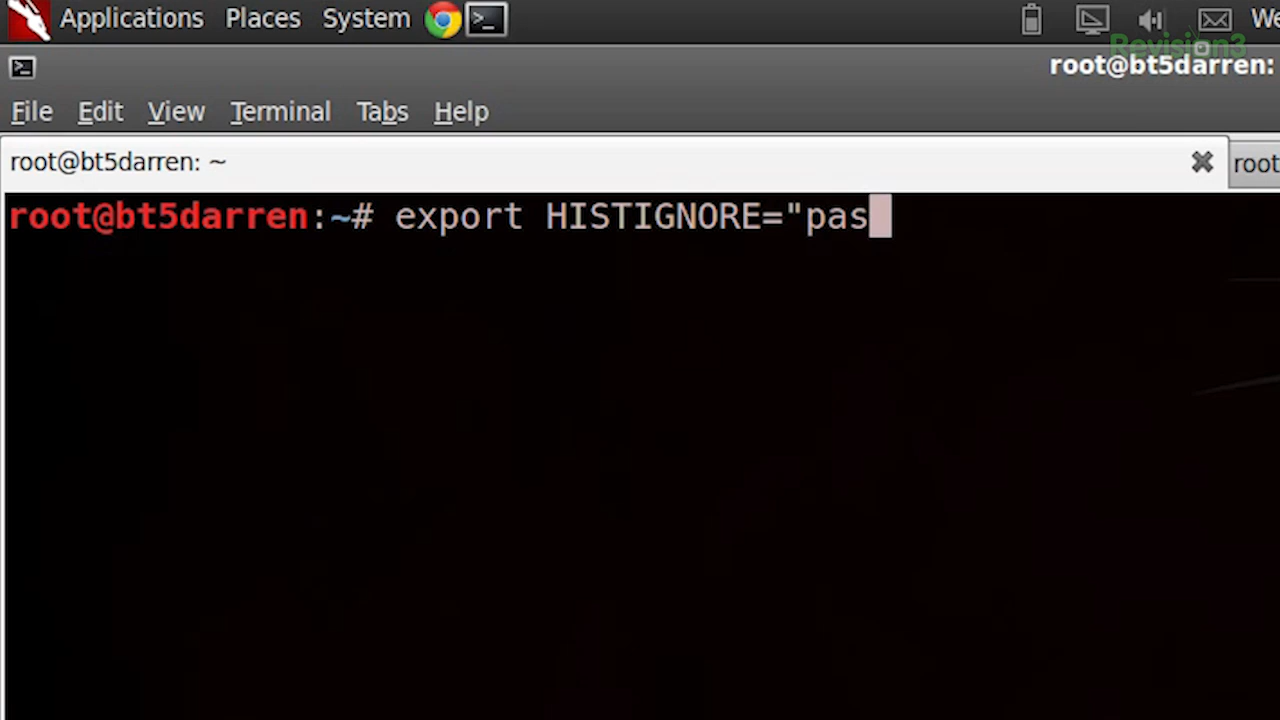 Applications Places System We
Revision3
root@bt5darren:
File Edit View Terminal Tabs Help
root@bt5darren: ~ root
root@bt5darren:~# export HISTIGNORE="pas